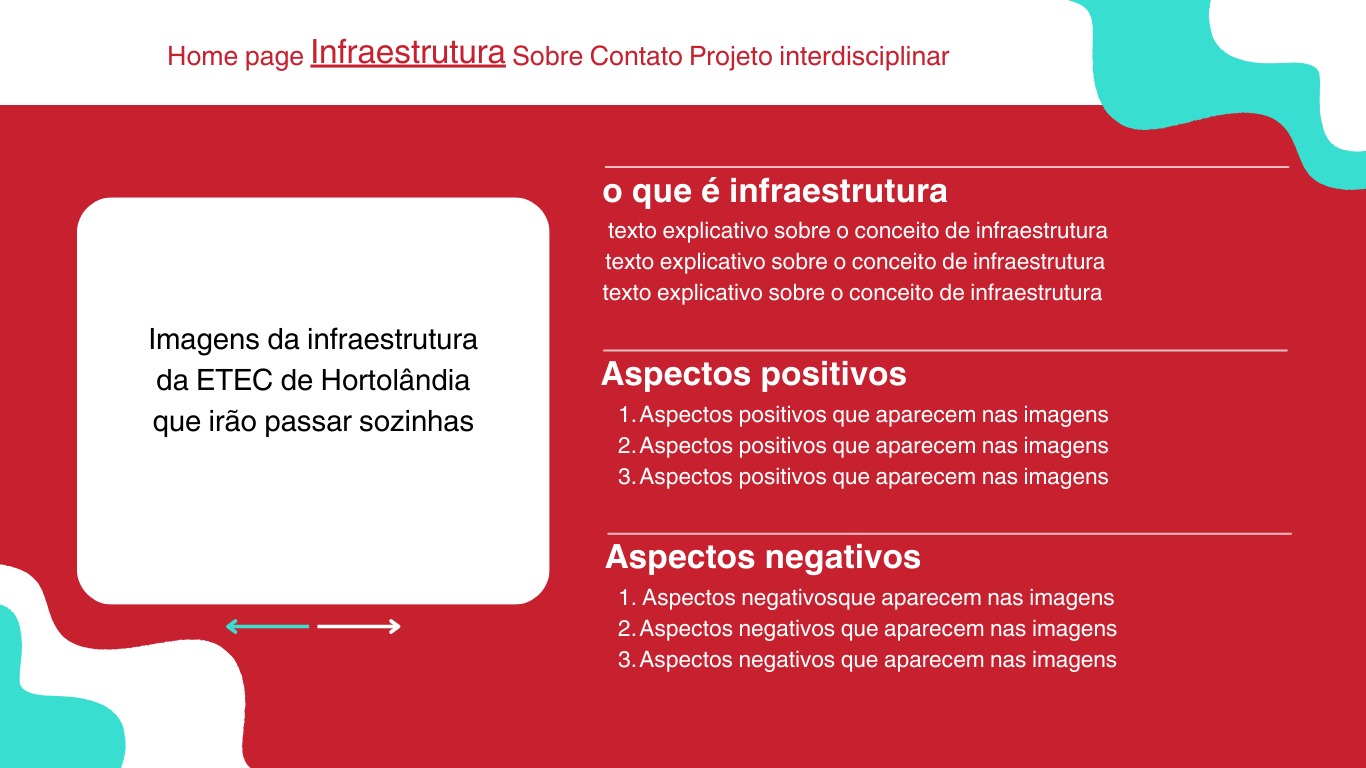 Home page Infraestrutura Sobre Contato Projeto interdisciplinar
Imagens da infraestrutura
da ETEC de Hortolândia
que irão passar sozinhas
o que é infraestrutura
texto explicativo sobre o conceito de infraestrutura
texto explicativo sobre o conceito de infraestrutura
texto explicativo sobre o conceito de infraestrutura
Aspectos positivos
1. Aspectos positivos que aparecem nas imagens
2. Aspectos positivos que aparecem nas imagens
3. Aspectos positivos que aparecem nas imagens
Aspectos negativos
1. Aspectos negativosque aparecem nas imagens
2. Aspectos negativos que aparecem nas imagens
3. Aspectos negativos que aparecem nas imagens